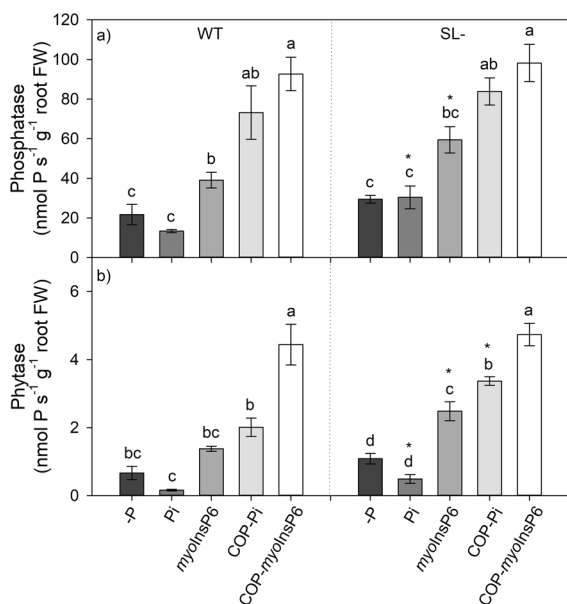 a)
WT
SL-
Phosphatase
(nmol P s⁻¹ g⁻¹ root FW)
120
100
80
60
40
20
0
c
c
b
ab
a
c
*
c
*
bc
ab
a
b)
Phytase
(nmol P s⁻¹ g⁻¹ root FW)
6
4
2
0
bc
c
bc
b
a
d
*
d
*
c
*
b
a
-P
Pi
myoInsP6
COP-Pi
COP-myoInsP6
-P
Pi
myoInsP6
COP-Pi
COP-myoInsP6